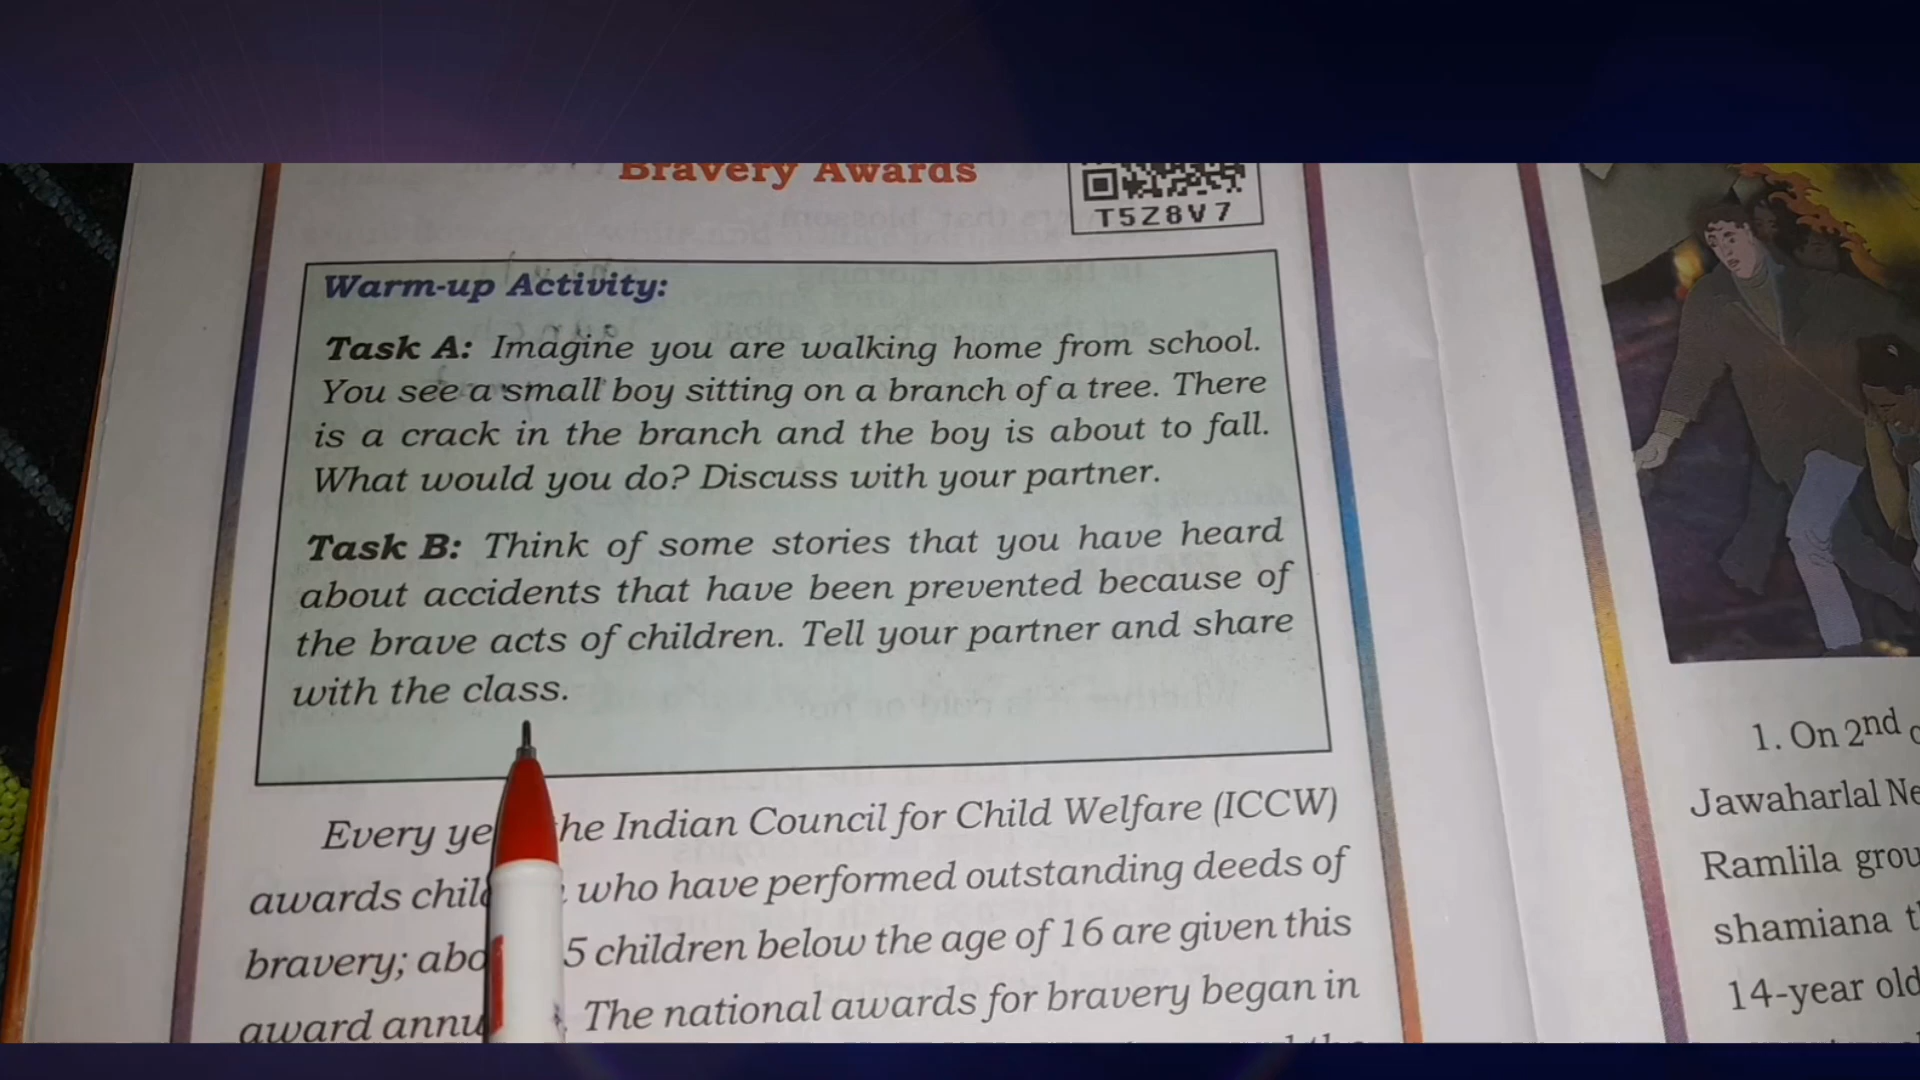 Bravery Awards
T5Z8V7
Warm-up Activity:
Task A: Imagine you are walking home from school.
You see a small boy sitting on a branch of a tree. There
is a crack in the branch and the boy is about to fall.
What would you do? Discuss with your partner.
Task B: Think of some stories that you have heard
about accidents that have been prevented because of
the brave acts of children. Tell your partner and share
with the class.
Every ye he Indian Council for Child Welfare (ICCW)
awards chil who have performed outstanding deeds of
bravery; abo 5 children below the age of 16 are given this
award annu The national awards for bravery began in
1. On 2nd
Jawaharlal Ne
Ramlila grou
shamiana t
14-year old